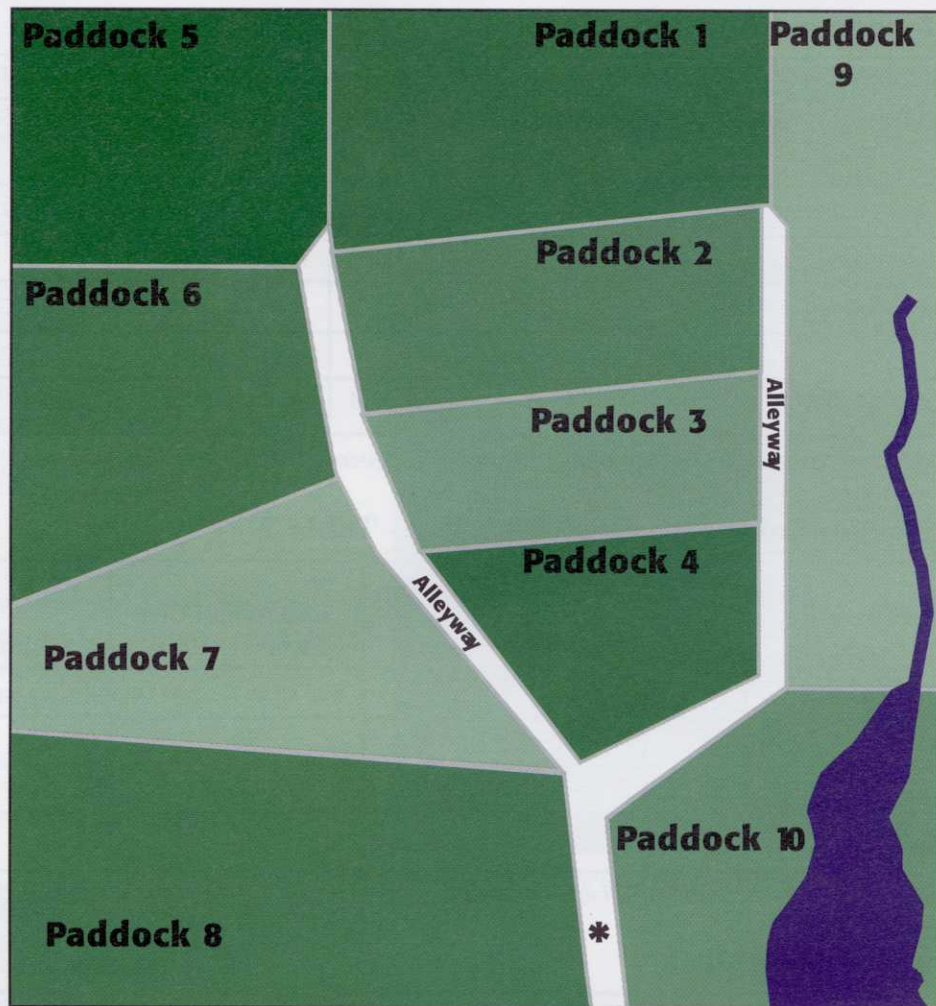 Paddock 5
Paddock 1
Paddock
9
Paddock 2
Paddock 6
Alleyway
Paddock 3
Paddock 4
Alleyway
Paddock 7
Paddock 10
Paddock 8
*